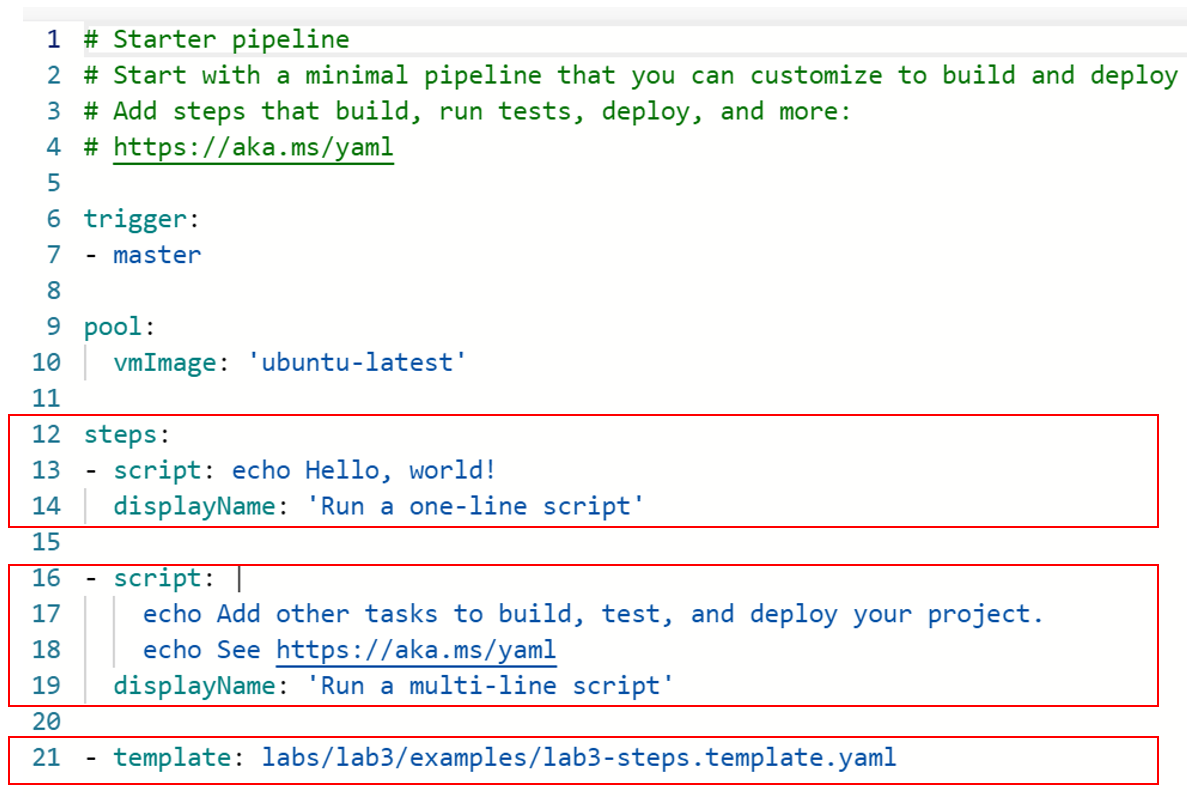 1 # Starter pipeline
2 # Start with a minimal pipeline that you can customize to build and deploy
3 # Add steps that build, run tests, deploy, and more:
4 # https://aka.ms/yaml
5
6 trigger:
7 - master
8
9 pool:
10   vmImage: 'ubuntu-latest'
11
12 steps:
13 - script: echo Hello, world!
14   displayName: 'Run a one-line script'
15
16 - script: |
17     echo Add other tasks to build, test, and deploy your project.
18     echo See https://aka.ms/yaml
19   displayName: 'Run a multi-line script'
20
21 - template: labs/lab3/examples/lab3-steps.template.yaml